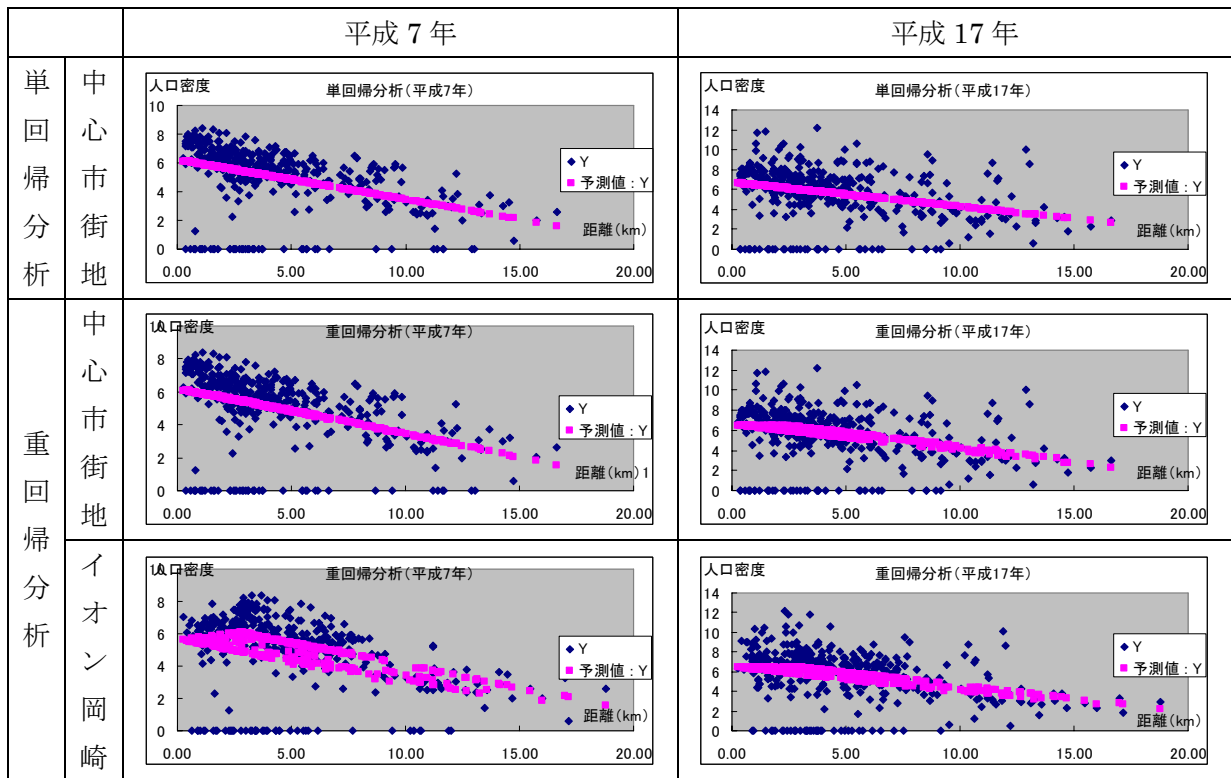 平成 7 年
平成 17 年
単回帰分析
中心市街地
人口密度
単回帰分析(平成7年)
10
8
6
4
2
0
Y
予測値:Y
距離(km)
0.00 5.00 10.00 15.00 20.00
人口密度
単回帰分析(平成17年)
14
12
10
8
6
4
2
0
Y
予測値:Y
距離(km)
0.00 5.00 10.00 15.00 20.00
重回帰分析
中心市街地
人口密度
重回帰分析(平成7年)
10
8
6
4
2
0
Y
予測値:Y
距離(km) 1
0.00 5.00 10.00 15.00 20.00
人口密度
重回帰分析(平成17年)
14
12
10
8
6
4
2
0
Y
予測値:Y
距離(km)
0.00 5.00 10.00 15.00 20.00
イオン岡崎
人口密度
重回帰分析(平成7年)
10
8
6
4
2
0
Y
予測値:Y
距離(km)
0.00 5.00 10.00 15.00 20.00
人口密度
重回帰分析(平成17年)
14
12
10
8
6
4
2
0
Y
予測値:Y
距離(km)
0.00 5.00 10.00 15.00 20.00